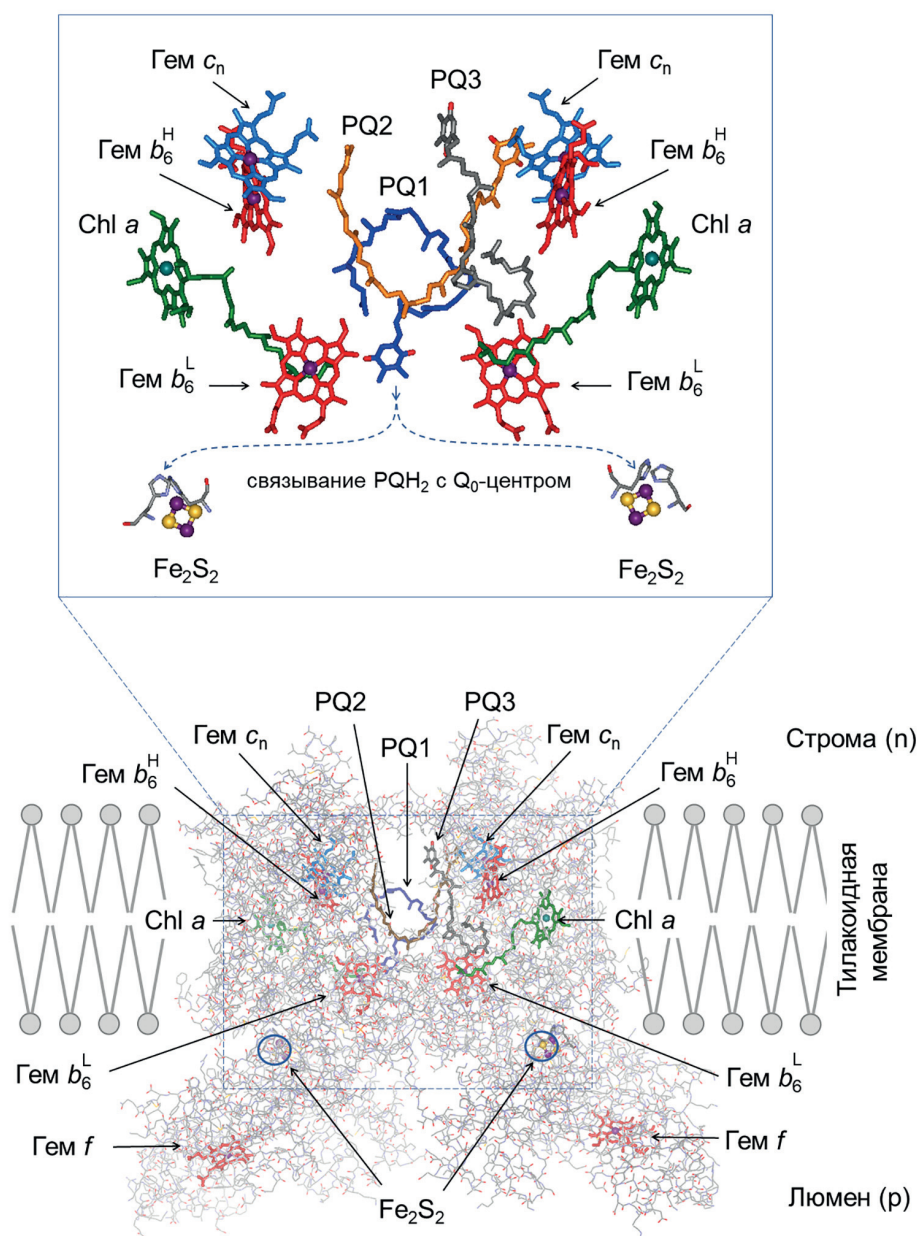 Гем cn
PQ3
Гем cn
PQ2
Гем b6H
PQ1
Гем b6H
Chl a
Chl a
Гем b6L
Гем b6L
связывание PQH2 с Q0-центром
Fe2S2
Fe2S2
PQ2
PQ3
Гем cn
PQ1
Гем cn
Строма (n)
Гем b6H
Гем b6H
Chl a
Chl a
Тилакоидная
мембрана
Гем b6L
Гем b6L
Гем f
Гем f
Fe2S2
Люмен (p)